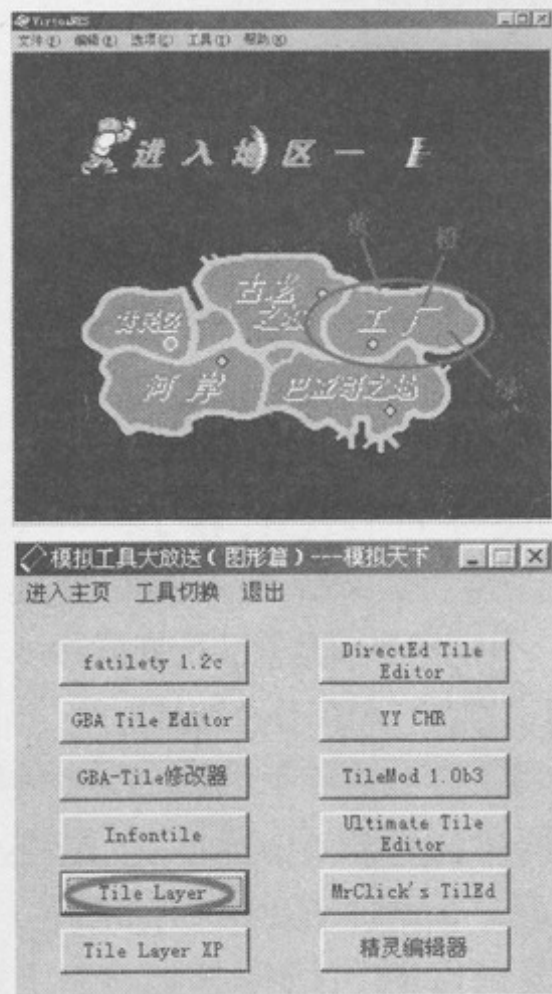 VirtuaNES
文件(F) 编辑(E) 选项(O) 工具(T) 帮助(H)
进入地区一
橙
古老
贫民区
工厂
河岸
模拟工具大放送(图形篇)---模拟天下
进入主页 工具切换 退出
fatilety 1.2c
DirectEd Tile
Editor
GBA Tile Editor
YY CHR
GBA-Tile修改器
TileMod 1.0b3
Infontile
Ultimate Tile
Editor
Tile Layer
MrClick's TilEd
Tile Layer XP
精灵编辑器